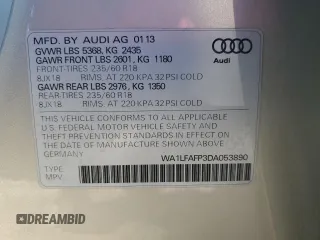 MFD. BY AUDI AG 01/13
GVWR LBS 5368, KG 2435
GAWR FRONT LBS 2601, KG 1180
FRONT-TIRES 235/60 R18
8JX18 RIMS, AT 220 KPA/32 PSI COLD
GAWR REAR LBS 2976, KG 1350
REAR-TIRES 235/60 R18
8JX18 RIMS, AT 220 KPA/32 PSI COLD
Audi
THIS VEHICLE CONFORMS TO ALL APPLICABLE
U.S. FEDERAL MOTOR VEHICLE SAFETY
AND THEFT PREVENTION STANDARDS IN EFFECT ON
THE DATE OF MANUFACTURE SHOWN ABOVE
GERMANY
WA1LFAFP3DA053890
TYPE:
MPV